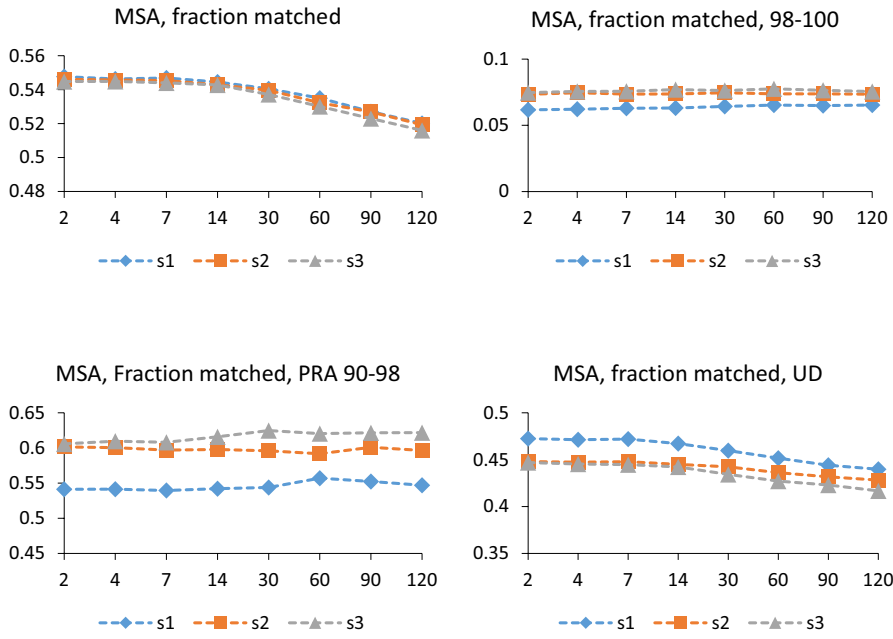 MSA, fraction matched
0.56
0.54
0.52
0.5
0.48
2 4 7 14 30 60 90 120
s1 s2 s3
MSA, fraction matched, 98-100
0.1
0.05
0
2 4 7 14 30 60 90 120
s1 s2 s3
MSA, Fraction matched, PRA 90-98
0.65
0.6
0.55
0.5
0.45
2 4 7 14 30 60 90 120
s1 s2 s3
MSA, fraction matched, UD
0.5
0.45
0.4
0.35
2 4 7 14 30 60 90 120
s1 s2 s3